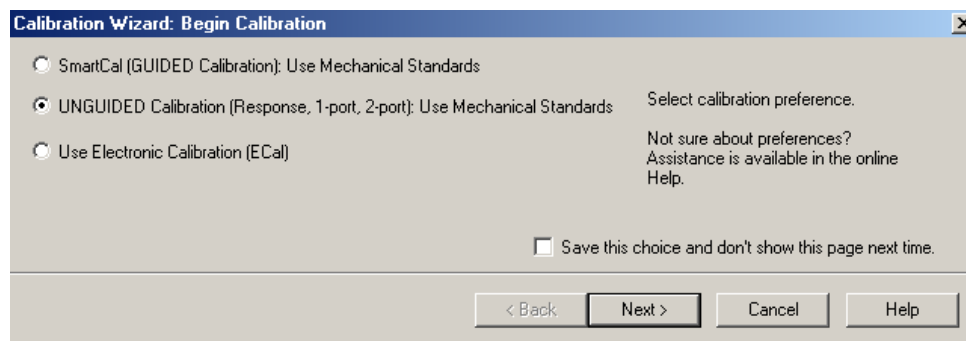 Calibration Wizard: Begin Calibration
SmartCal (GUIDED Calibration): Use Mechanical Standards
UNGUIDED Calibration (Response, 1-port, 2-port): Use Mechanical Standards
Use Electronic Calibration (ECal)
Select calibration preference.
Not sure about preferences?
Assistance is available in the online
Help.
Save this choice and don't show this page next time.
< Back
Next >
Cancel
Help